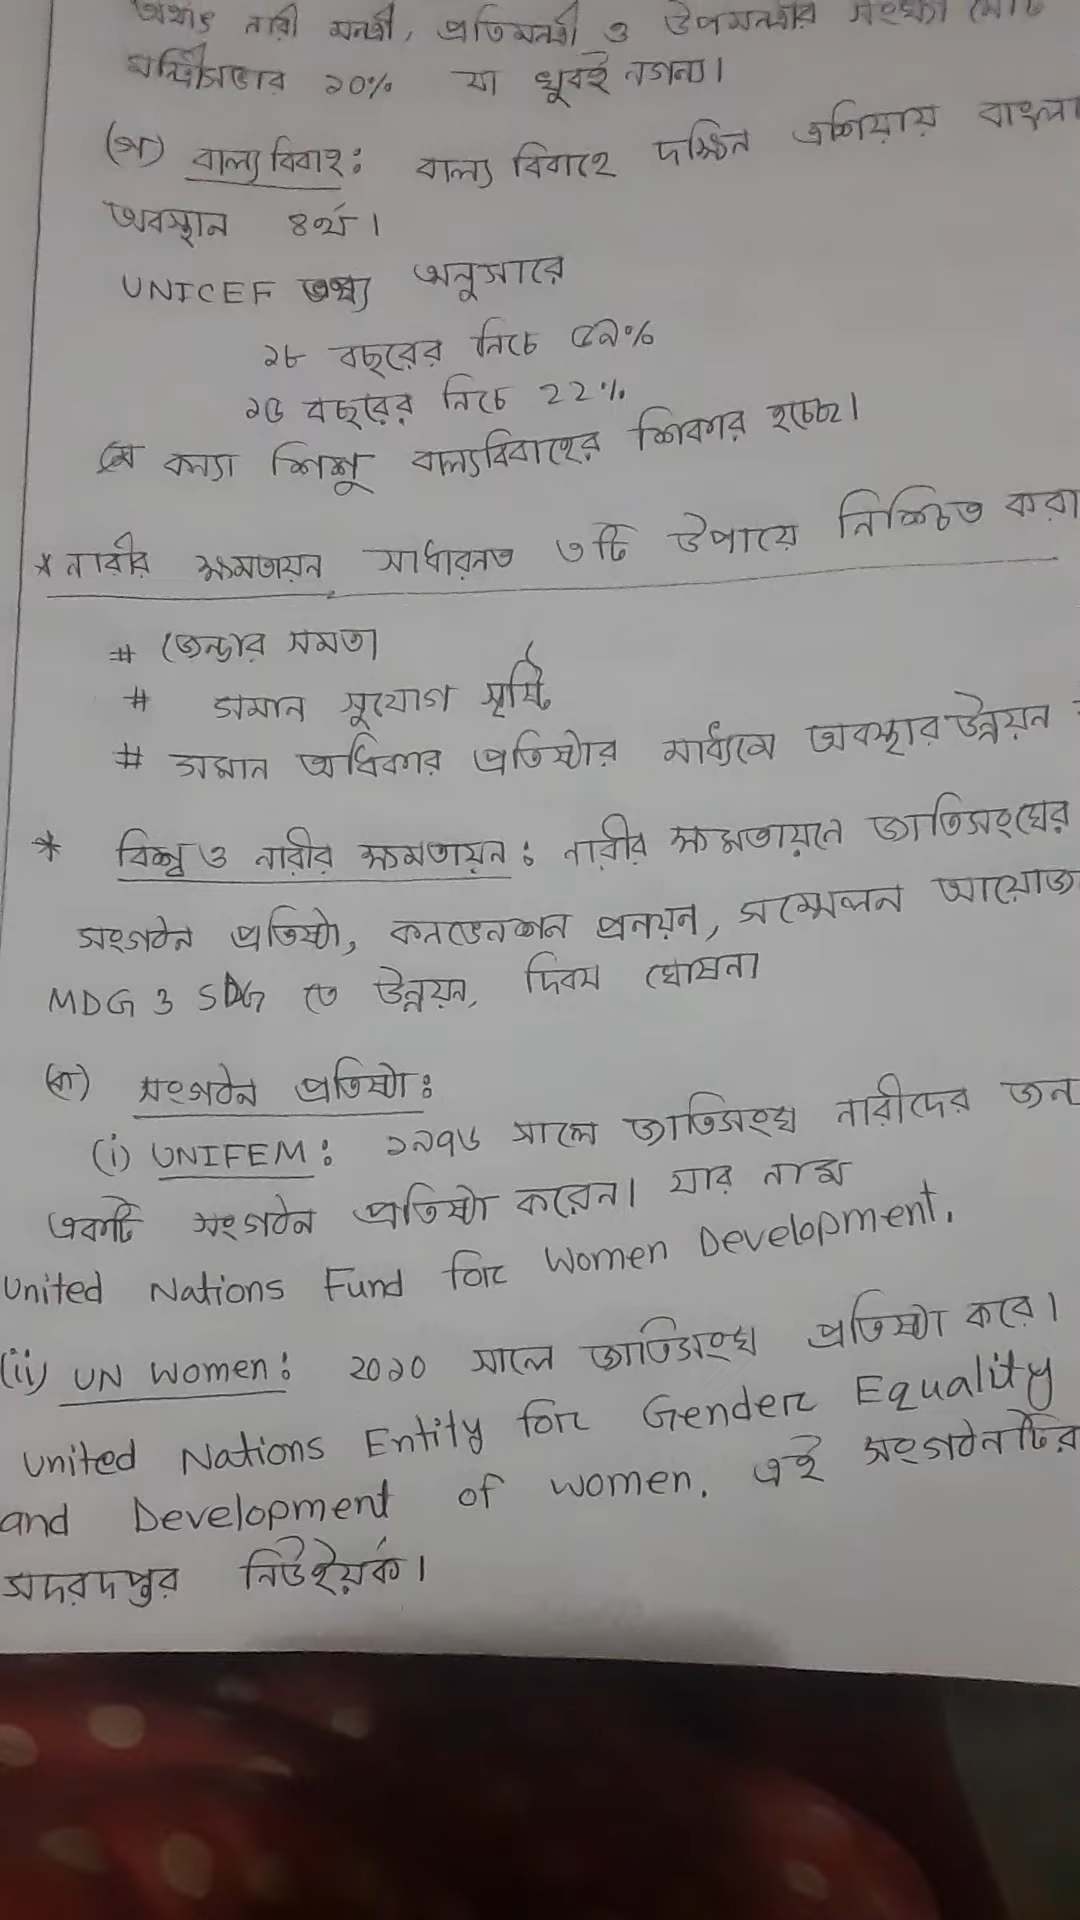 অর্থাৎ নারী মন্ত্রী, প্রতিমন্ত্রী ও উপমন্ত্রীর সংখ্যা মোট
মন্ত্রীসভার ১০% যা খুবই নগন্য।
বাল্য বিবাহ: বাল্য বিবাহে দক্ষিন এশিয়ায় বাংলা
অবস্থান ৪র্থ।
UNICEF তথ্য অনুসারে
১৮ বছরের নিচে ৫৯%
১৫ বছরের নিচে 22%
কন্যা শিশু বাল্যবিবাহের শিকার হচ্ছে।
* নারীর ক্ষমতায়ন সাধারনত ৩টি উপায়ে নিশ্চিত করা
# জেন্ডার সমতা
# সমান সুযোগ সৃষ্টি
# সমান অধিকার প্রতিষ্ঠার মাধ্যমে অবস্থার উন্নয়ন
* বিশ্ব ও নারীর ক্ষমতায়ন: নারীর ক্ষমতায়নে জাতিসংঘের
সংগঠন প্রতিষ্ঠা, কনভেনশন প্রনয়ন, সম্মেলন আয়োজ
MDG ও SDG তে উন্নয়ন, দিবস ঘোষনা
(ক) সংগঠন প্রতিষ্ঠা:
(i) UNIFEM: ১৯৭৬ সালে জাতিসংঘ নারীদের জন্য
একটি সংগঠন প্রতিষ্ঠা করেন। যার নাম
United Nations Fund for Women Development.
(ii) UN Women: 2০১০ সালে জাতিসংঘ প্রতিষ্ঠা করে।
United Nations Entity for Gender Equality
and Development of women. এই সংগঠনটির
সদরদপ্তর নিউইয়র্ক।